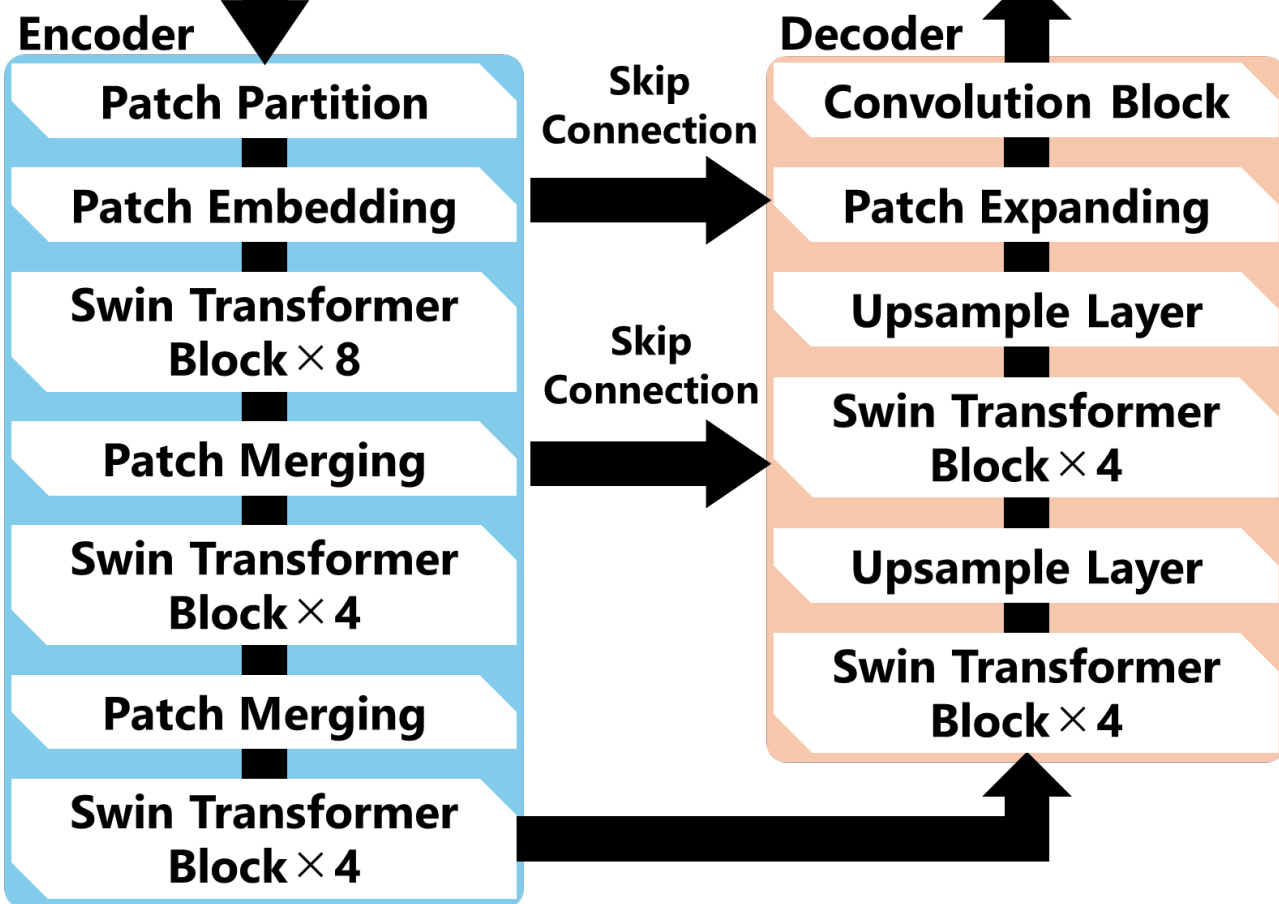 Encoder
Patch Partition
Patch Embedding
Swin Transformer
Block×8
Patch Merging
Swin Transformer
Block×4
Patch Merging
Swin Transformer
Block×4
Skip
Connection
Skip
Connection
Decoder
Convolution Block
Patch Expanding
Upsample Layer
Swin Transformer
Block×4
Upsample Layer
Swin Transformer
Block×4